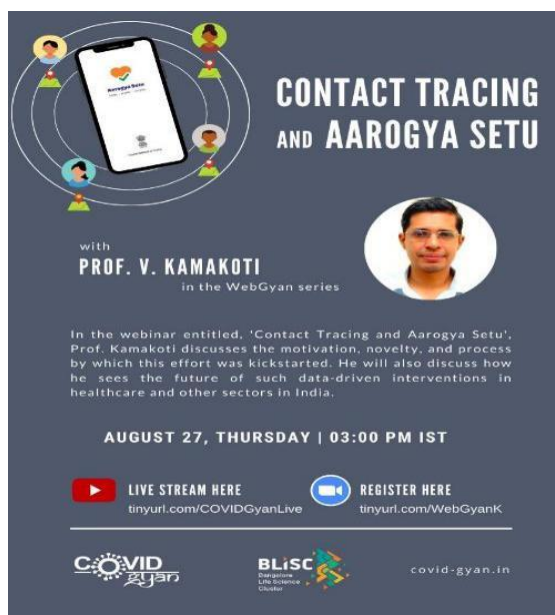 Aarogya Setu
CONTACT TRACING
AND AAROGYA SETU
with
PROF. V. KAMAKOTI
in the WebGyan series
In the webinar entitled, 'Contact Tracing and Aarogya Setu',
Prof. Kamakoti discusses the motivation, novelty, and process
by which this effort was kickstarted. He will also discuss how
he sees the future of such data-driven interventions in
healthcare and other sectors in India.
AUGUST 27, THURSDAY | 03:00 PM IST
LIVE STREAM HERE
tinyurl.com/COVIDGyanLive
REGISTER HERE
tinyurl.com/WebGyanK
COVID
gyan
BLiSC
Bangalore
Life Science
Cluster
covid-gyan.in